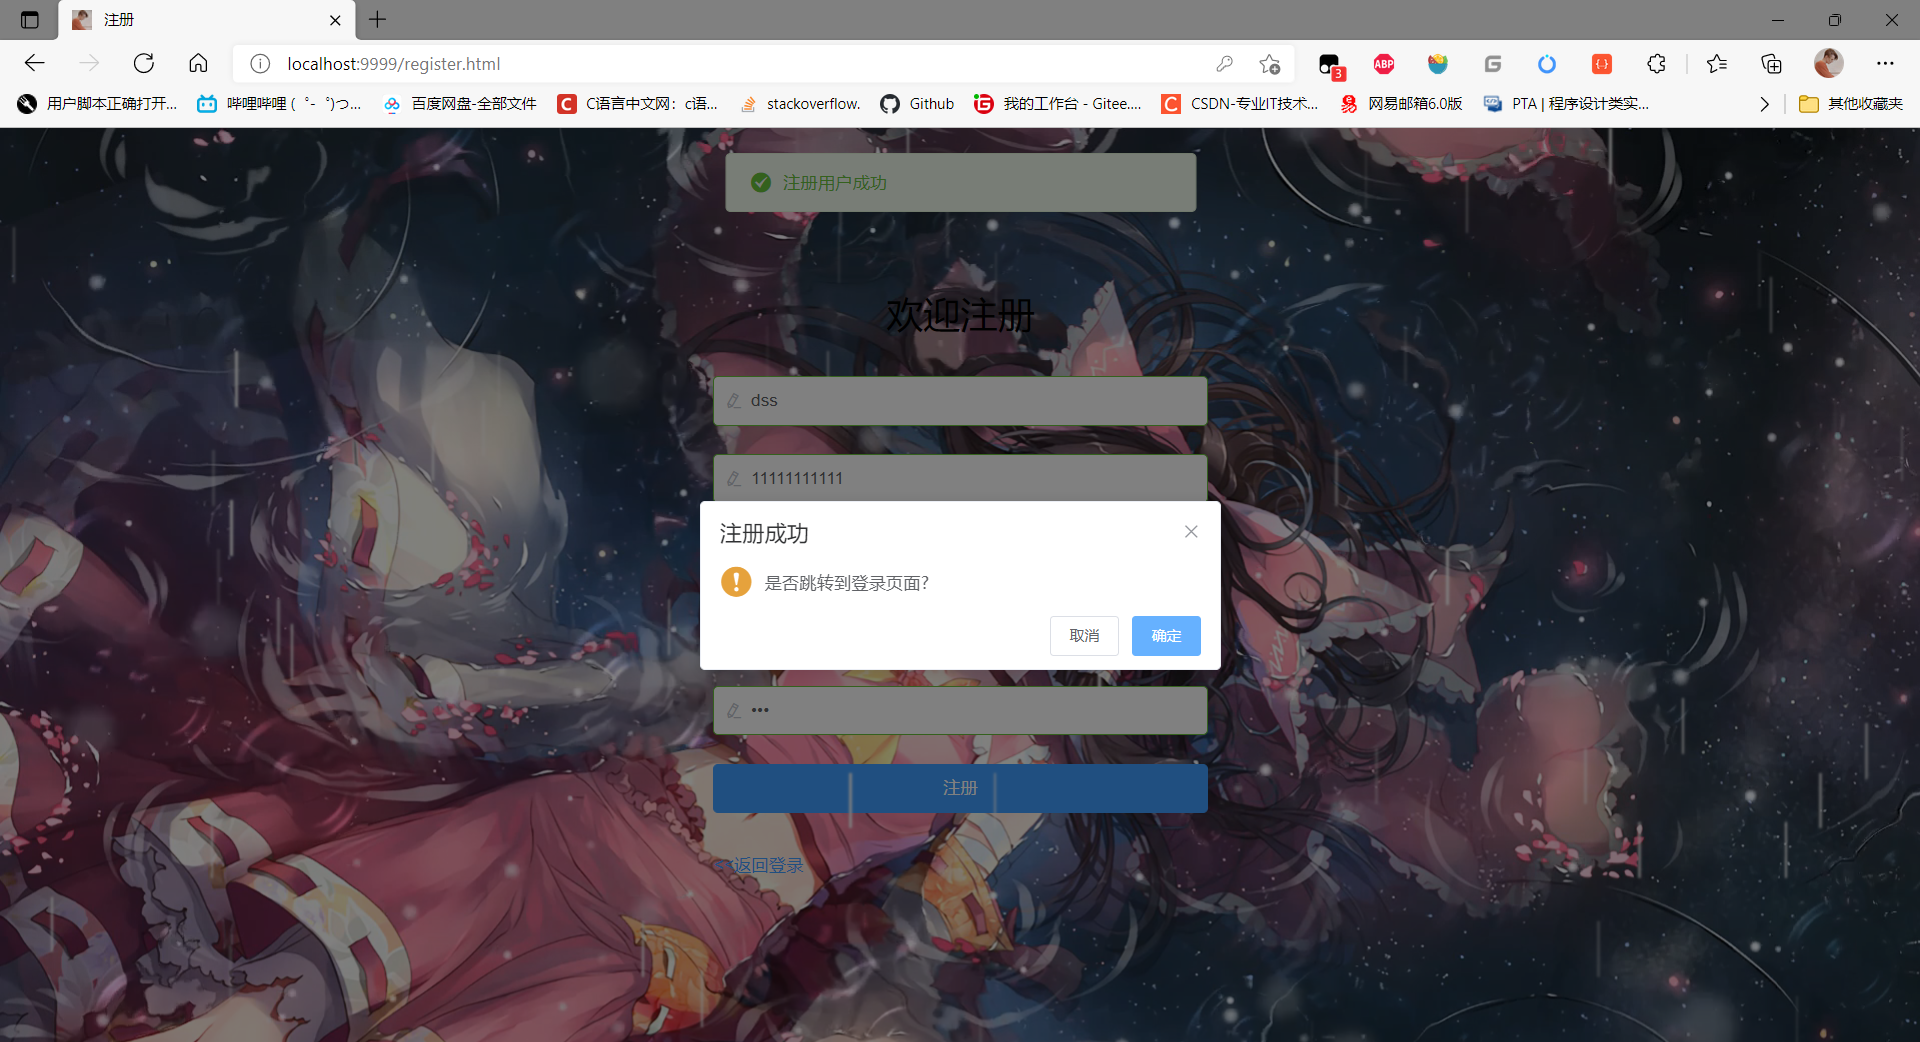 注册
localhost:9999/register.html
3
ABP
用户脚本正确打开... 哔哩哔哩 (゜-゜)つ... 百度网盘-全部文件 C语言中文网：c语... stackoverflow. Github 我的工作台 - Gitee.... CSDN-专业IT技术... 网易邮箱6.0版 PTA | 程序设计类实... 其他收藏夹
注册用户成功
欢迎注册
dss
11111111111
注册成功
是否跳转到登录页面?
取消 确定
•••
注册
<<返回登录